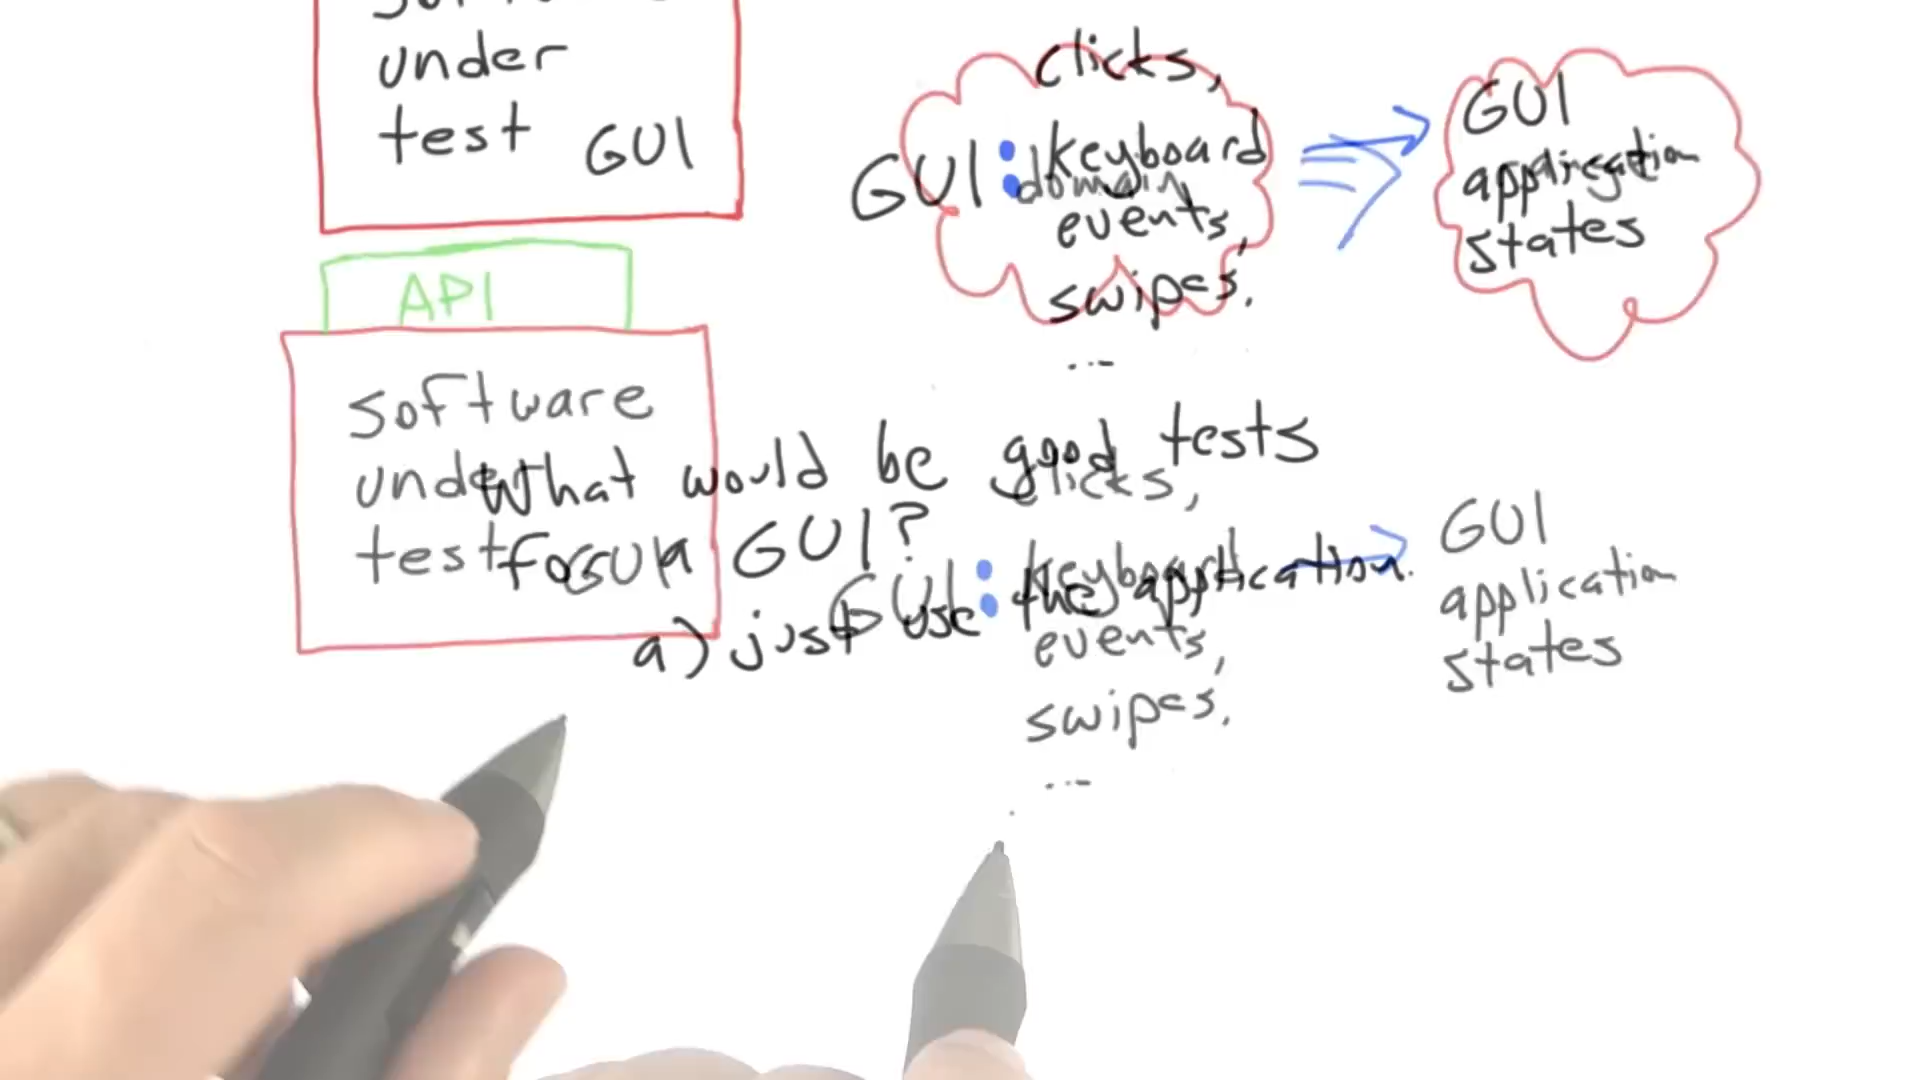 under
test GUI
API
software
under
test GUI
clicks,
GUI : keyboard
domain
events,
swipes.
...
GUI
application
states
What would be good tests
for a GUI?
a) just use the application.
clicks,
GUI : keyboard
events,
swipes,
...
GUI
application
states